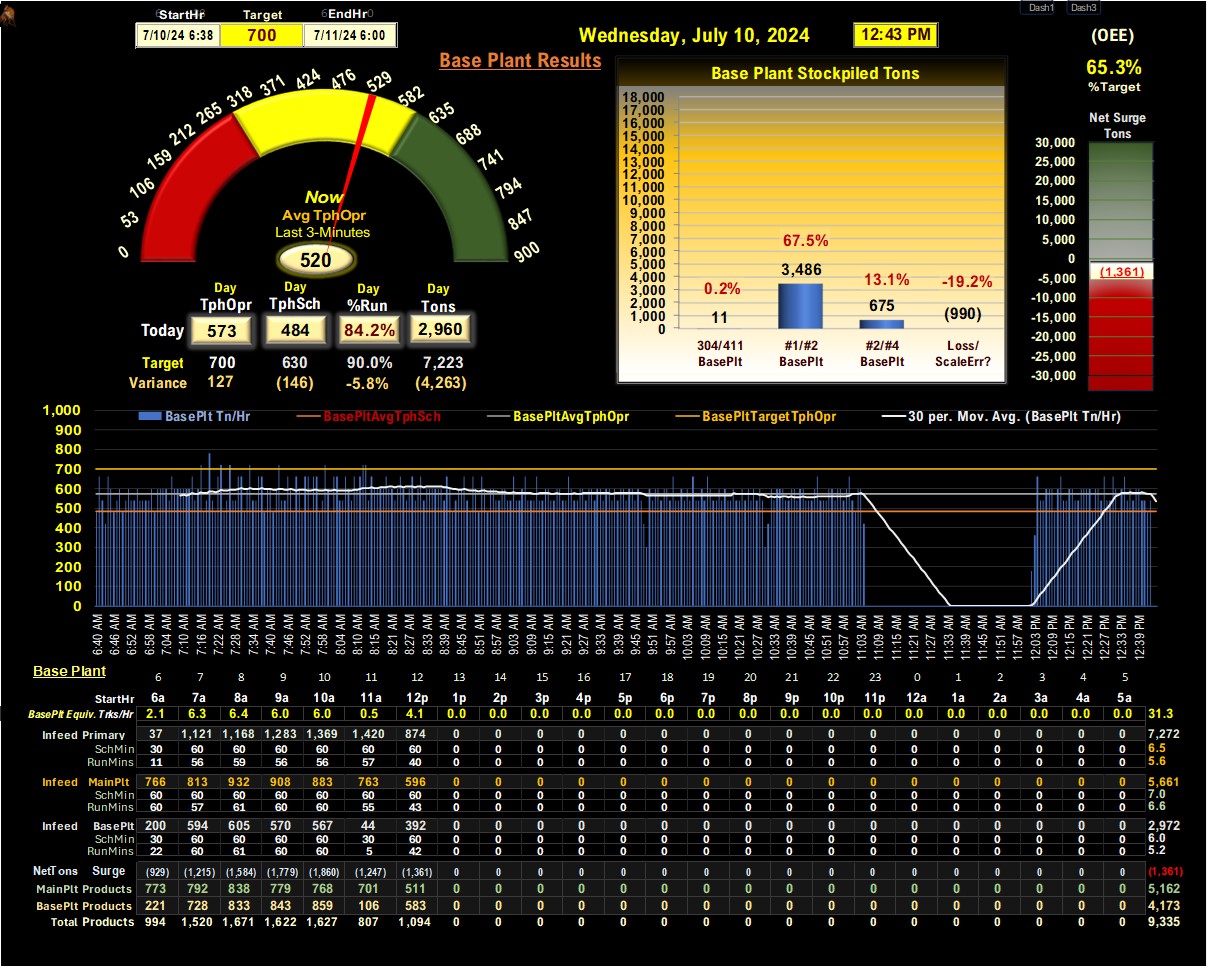 Dash1 Dash3
StartHr Target EndHr
7/10/24 6:38 700 7/11/24 6:00
Wednesday, July 10, 2024 12:43 PM
(OEE)
65.3%
%Target
Base Plant Results
0 53 106 159 212 265 318 371 424 476 529 582 635 688 741 794 847 900
Now
Avg TphOpr
Last 3-Minutes
520
Day Day Day Day
TphOpr TphSch %Run Tons
Today 573 484 84.2% 2,960
Target 700 630 90.0% 7,223
Variance 127 (146) -5.8% (4,263)
Base Plant Stockpiled Tons
18,000
17,000
16,000
15,000
14,000
13,000
12,000
11,000
10,000
9,000
8,000
7,000
6,000
5,000
4,000
3,000
2,000
1,000
0
0.2% 67.5% 13.1% -19.2%
11 3,486 675 (990)
304/411 #1/#2 #2/#4 Loss/
BasePlt BasePlt BasePlt ScaleErr?
Net Surge
Tons
30,000
25,000
20,000
15,000
10,000
5,000
0
-5,000
-10,000
-15,000
-20,000
-25,000
-30,000
(1,361)
BasePlt Tn/Hr BasePltAvgTphSch BasePltAvgTphOpr BasePltTargetTphOpr 30 per. Mov. Avg. (BasePlt Tn/Hr)
1,000
900
800
700
600
500
400
300
200
100
0
6:40 AM 6:46 AM 6:52 AM 6:58 AM 7:04 AM 7:10 AM 7:16 AM 7:22 AM 7:28 AM 7:34 AM 7:40 AM 7:46 AM 7:52 AM 7:58 AM 8:04 AM 8:10 AM 8:15 AM 8:21 AM 8:27 AM 8:33 AM 8:39 AM 8:45 AM 8:51 AM 8:57 AM 9:03 AM 9:09 AM 9:15 AM 9:21 AM 9:27 AM 9:33 AM 9:39 AM 9:45 AM 9:51 AM 9:57 AM 10:03 AM 10:09 AM 10:15 AM 10:21 AM 10:27 AM 10:33 AM 10:39 AM 10:45 AM 10:51 AM 10:57 AM 11:03 AM 11:09 AM 11:15 AM 11:21 AM 11:27 AM 11:33 AM 11:39 AM 11:45 AM 11:51 AM 11:57 AM 12:03 PM 12:09 PM 12:15 PM 12:21 PM 12:27 PM 12:33 PM 12:39 PM
Base Plant 6 7 8 9 10 11 12 13 14 15 16 17 18 19 20 21 22 23 0 1 2 3 4 5
StartHr 6a 7a 8a 9a 10a 11a 12p 1p 2p 3p 4p 5p 6p 7p 8p 9p 10p 11p 12a 1a 2a 3a 4a 5a
BasePlt Equiv. Trks/Hr 2.1 6.3 6.4 6.0 6.0 0.5 4.1 0.0 0.0 0.0 0.0 0.0 0.0 0.0 0.0 0.0 0.0 0.0 0.0 0.0 0.0 0.0 0.0 0.0 31.3
Infeed Primary 37 1,121 1,168 1,283 1,369 1,420 874 0 0 0 0 0 0 0 0 0 0 0 0 0 0 0 0 0 7,272
SchMin 30 60 60 60 60 60 60 0 0 0 0 0 0 0 0 0 0 0 0 0 0 0 0 0 6.5
RunMins 11 56 59 56 56 57 40 0 0 0 0 0 0 0 0 0 0 0 0 0 0 0 0 0 5.6
Infeed MainPlt 766 813 932 908 883 763 596 0 0 0 0 0 0 0 0 0 0 0 0 0 0 0 0 0 5,661
SchMin 60 60 60 60 60 60 60 0 0 0 0 0 0 0 0 0 0 0 0 0 0 0 0 0 7.0
RunMins 60 57 61 60 60 55 43 0 0 0 0 0 0 0 0 0 0 0 0 0 0 0 0 0 6.6
Infeed BasePlt 200 594 605 570 567 44 392 0 0 0 0 0 0 0 0 0 0 0 0 0 0 0 0 0 2,972
SchMin 30 60 60 60 60 30 60 0 0 0 0 0 0 0 0 0 0 0 0 0 0 0 0 0 6.0
RunMins 22 60 61 60 60 5 42 0 0 0 0 0 0 0 0 0 0 0 0 0 0 0 0 0 5.2
NetTons Surge (929) (1,215) (1,584) (1,779) (1,860) (1,247) (1,361) 0 0 0 0 0 0 0 0 0 0 0 0 0 0 0 0 0 (1,361)
MainPlt Products 773 792 838 779 768 701 511 0 0 0 0 0 0 0 0 0 0 0 0 0 0 0 0 0 5,162
BasePlt Products 221 728 833 843 859 106 583 0 0 0 0 0 0 0 0 0 0 0 0 0 0 0 0 0 4,173
Total Products 994 1,520 1,671 1,622 1,627 807 1,094 0 0 0 0 0 0 0 0 0 0 0 0 0 0 0 0 0 9,335